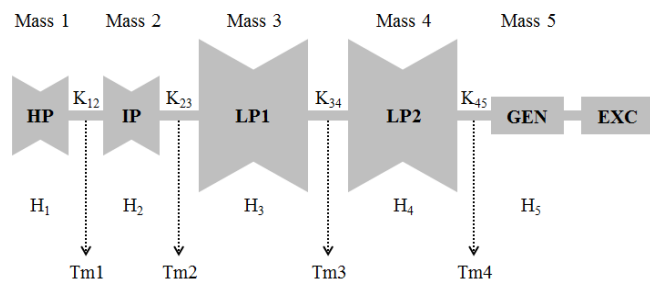 Mass 1 Mass 2 Mass 3 Mass 4 Mass 5
K₁₂ K₂₃ K₃₄ K₄₅
HP IP LP1 LP2 GEN EXC
H₁ H₂ H₃ H₄ H₅
Tm1 Tm2 Tm3 Tm4